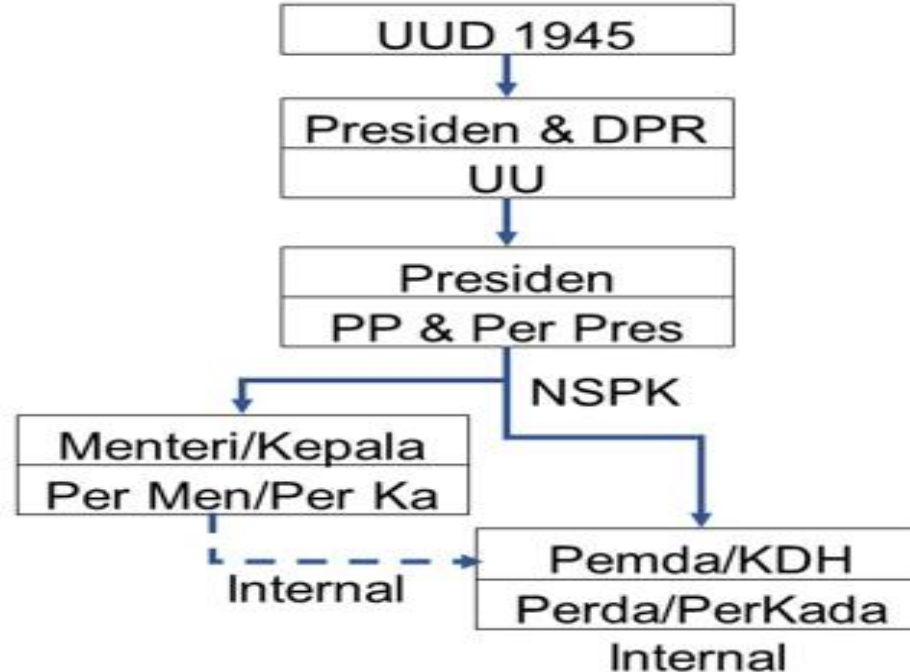 UUD 1945
Presiden & DPR
UU
Presiden
PP & Per Pres
NSPK
Menteri/Kepala
Per Men/Per Ka
Internal
Pemda/KDH
Perda/PerKada
Internal